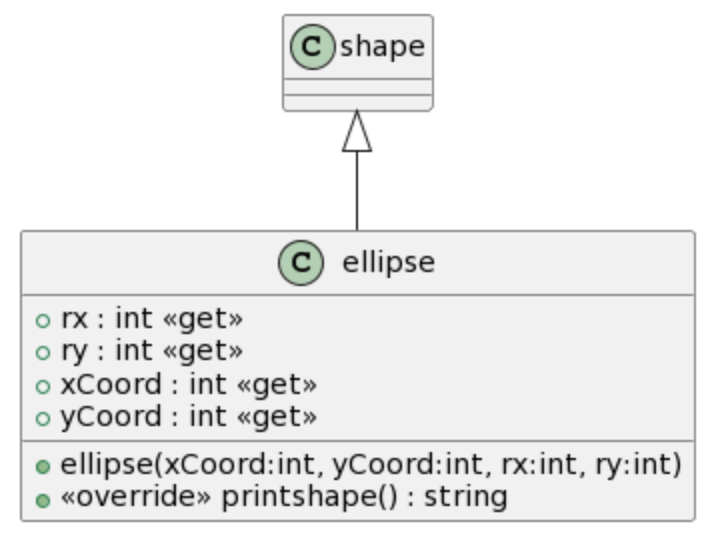 C shape
C ellipse
rx : int «get»
ry : int «get»
xCoord : int «get»
yCoord : int «get»
ellipse(xCoord:int, yCoord:int, rx:int, ry:int)
«override» printshape() : string